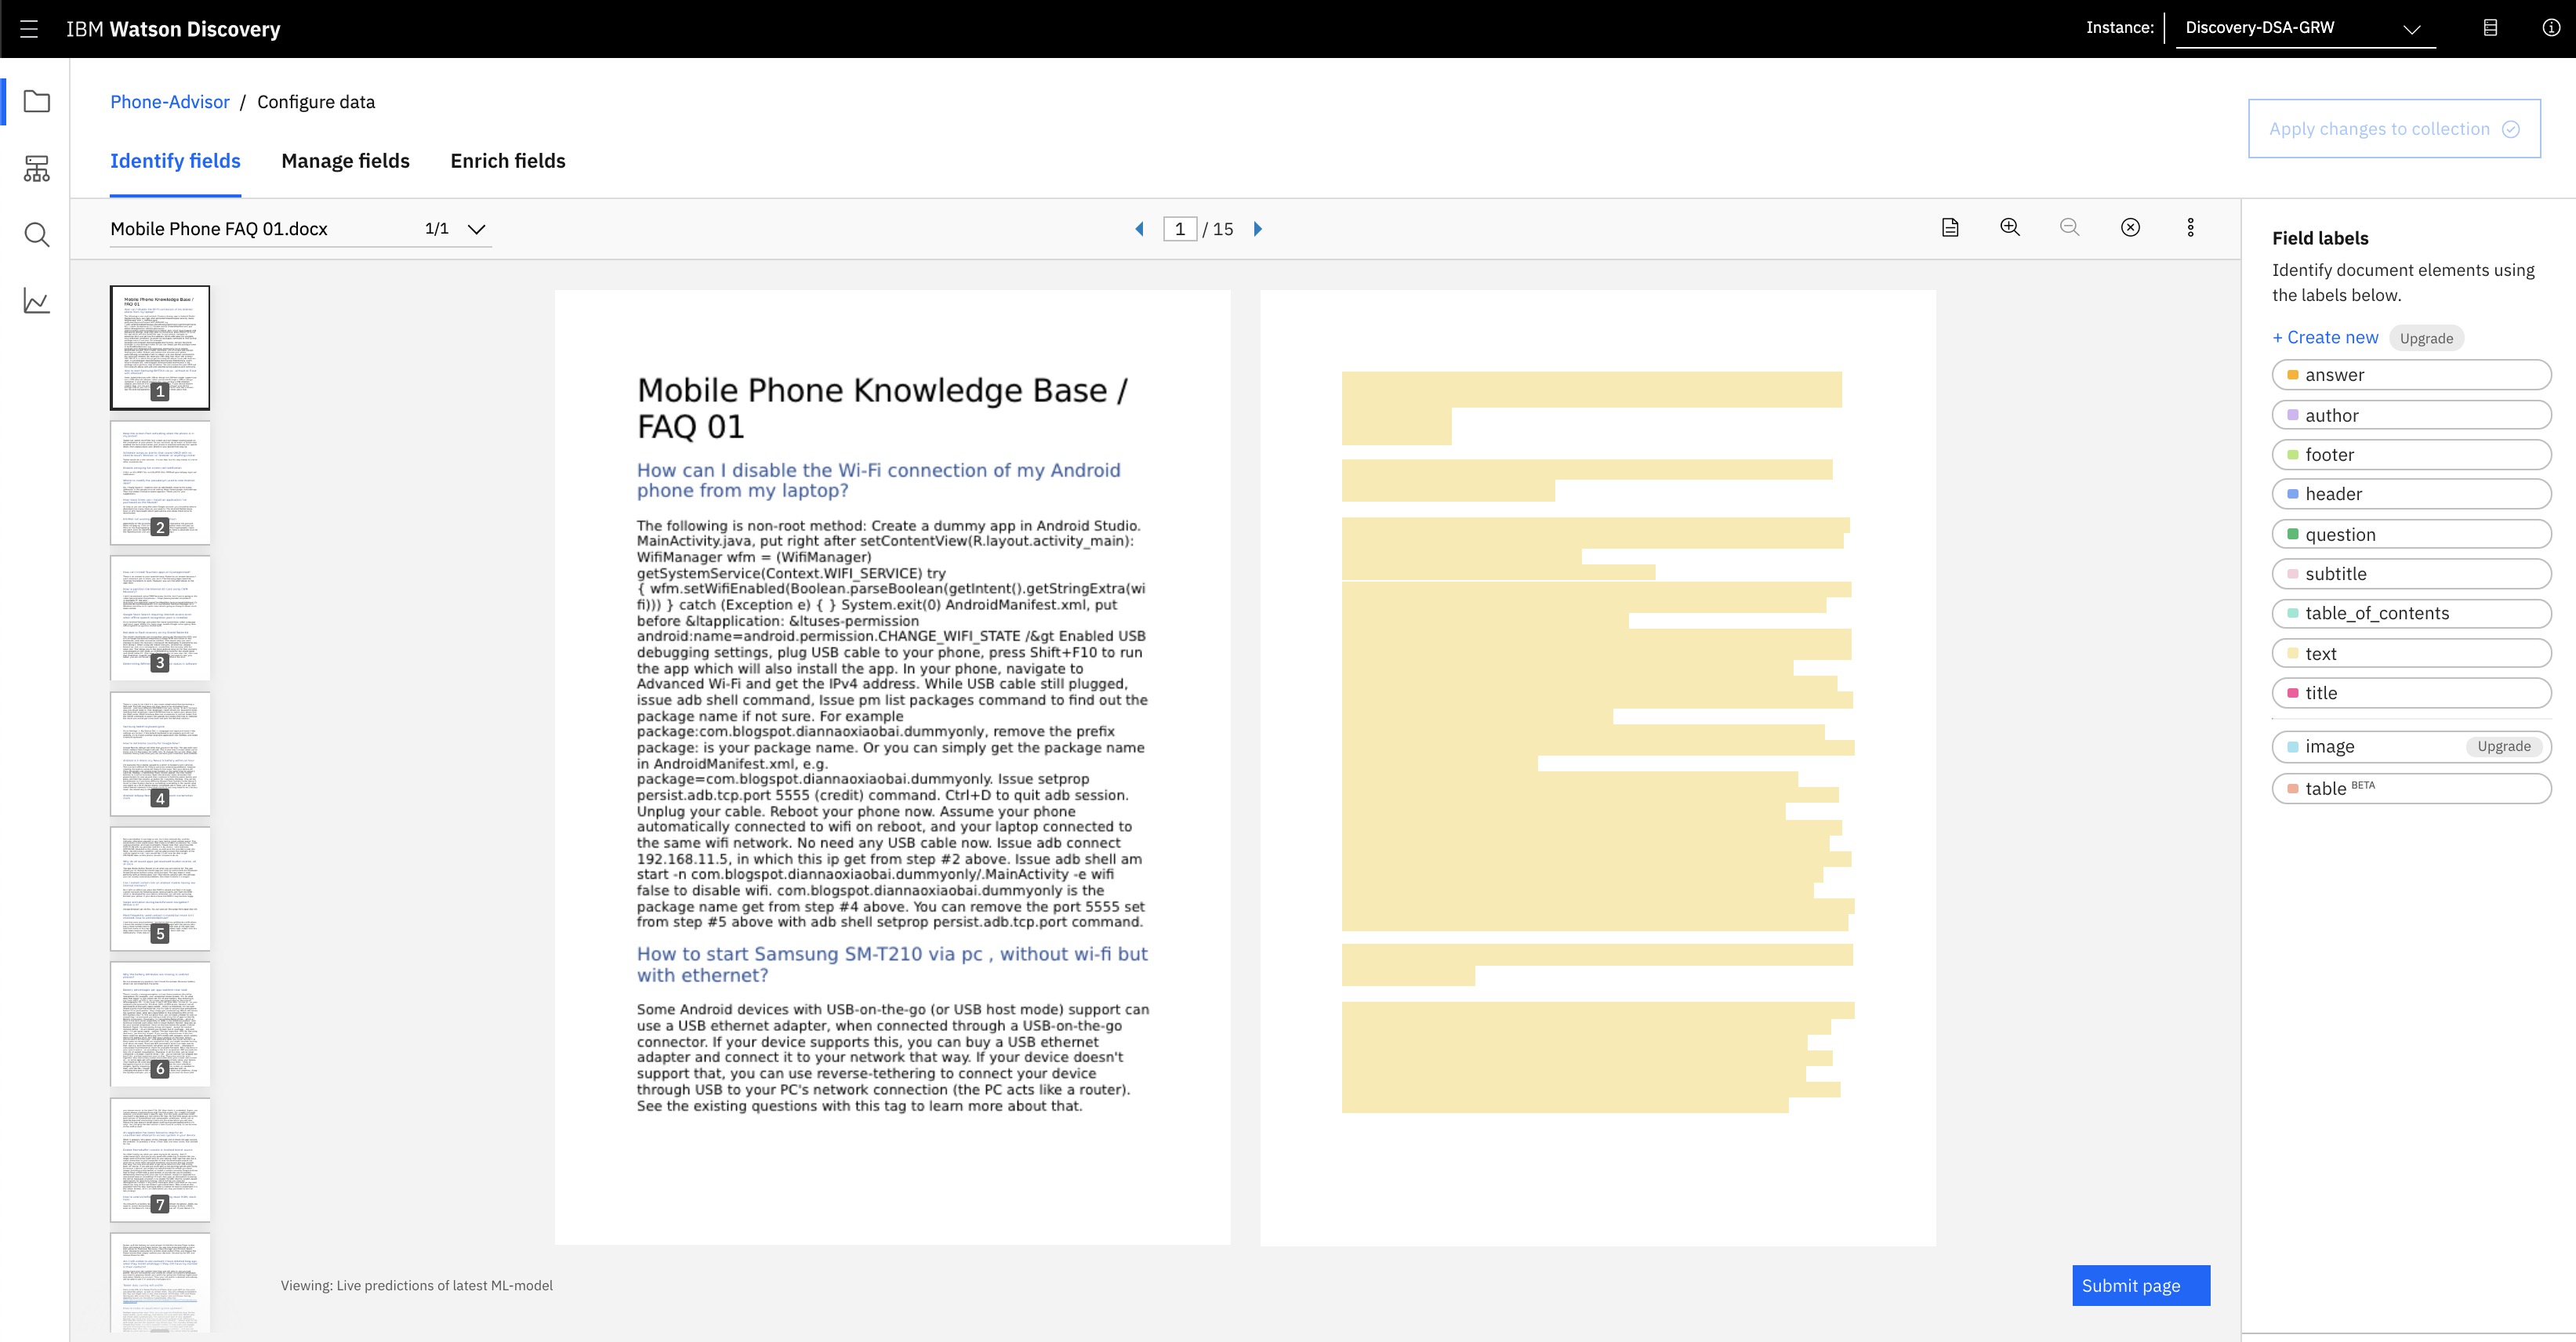 IBM Watson Discovery
Instance:
Discovery-DSA-GRW
Phone-Advisor / Configure data
Apply changes to collection
Identify fields
Manage fields
Enrich fields
Mobile Phone FAQ 01.docx
1/1
1 / 15
Mobile Phone Knowledge Base / FAQ 01
1
2
3
4
5
6
7
Mobile Phone Knowledge Base /
FAQ 01
How can I disable the Wi-Fi connection of my Android
phone from my laptop?
The following is non-root method: Create a dummy app in Android Studio.
MainActivity.java, put right after setContentView(R.layout.activity_main):
WifiManager wfm = (WifiManager)
getSystemService(Context.WIFI_SERVICE) try
{ wfm.setWifiEnabled(Boolean.parseBoolean(getIntent().getStringExtra(wi
fi))) } catch (Exception e) { } System.exit(0) AndroidManifest.xml, put
before &ltapplication: &ltuses-permission
android:name=android.permission.CHANGE_WIFI_STATE /&gt Enabled USB
debugging settings, plug USB cable to your phone, press Shift+F10 to run
the app which will also install the app. In your phone, navigate to
Advanced Wi-Fi and get the IPv4 address. While USB cable still plugged,
issue adb shell command, Issue pm list packages command to find out the
package name if not sure. For example
package:com.blogspot.diannaoxiaobai.dummyonly, remove the prefix
package: is your package name. Or you can simply get the package name
in AndroidManifest.xml, e.g.
package=com.blogspot.diannaoxiaobai.dummyonly. Issue setprop
persist.adb.tcp.port 5555 (credit) command. Ctrl+D to quit adb session.
Unplug your cable. Reboot your phone now. Assume your phone
automatically connected to wifi on reboot, and your laptop connected to
the same wifi network. No need any USB cable now. Issue adb connect
192.168.11.5, in which this ip get from step #2 above. Issue adb shell am
start -n com.blogspot.diannaoxiaobai.dummyonly/.MainActivity -e wifi
false to disable wifi. com.blogspot.diannaoxiaobai.dummyonly is the
package name get from step #4 above. You can remove the port 5555 set
from step #5 above with adb shell setprop persist.adb.tcp.port command.
How to start Samsung SM-T210 via pc , without wi-fi but
with ethernet?
Some Android devices with USB-on-the-go (or USB host mode) support can
use a USB ethernet adapter, when connected through a USB-on-the-go
connector. If your device supports this, you can buy a USB ethernet
adapter and connect it to your network that way. If your device doesn't
support that, you can use reverse-tethering to connect your device
through USB to your PC's network connection (the PC acts like a router).
See the existing questions with this tag to learn more about that.
Viewing: Live predictions of latest ML-model
Submit page
Field labels
Identify document elements using
the labels below.
+ Create new
Upgrade
answer
author
footer
header
question
subtitle
table_of_contents
text
title
image
Upgrade
table BETA